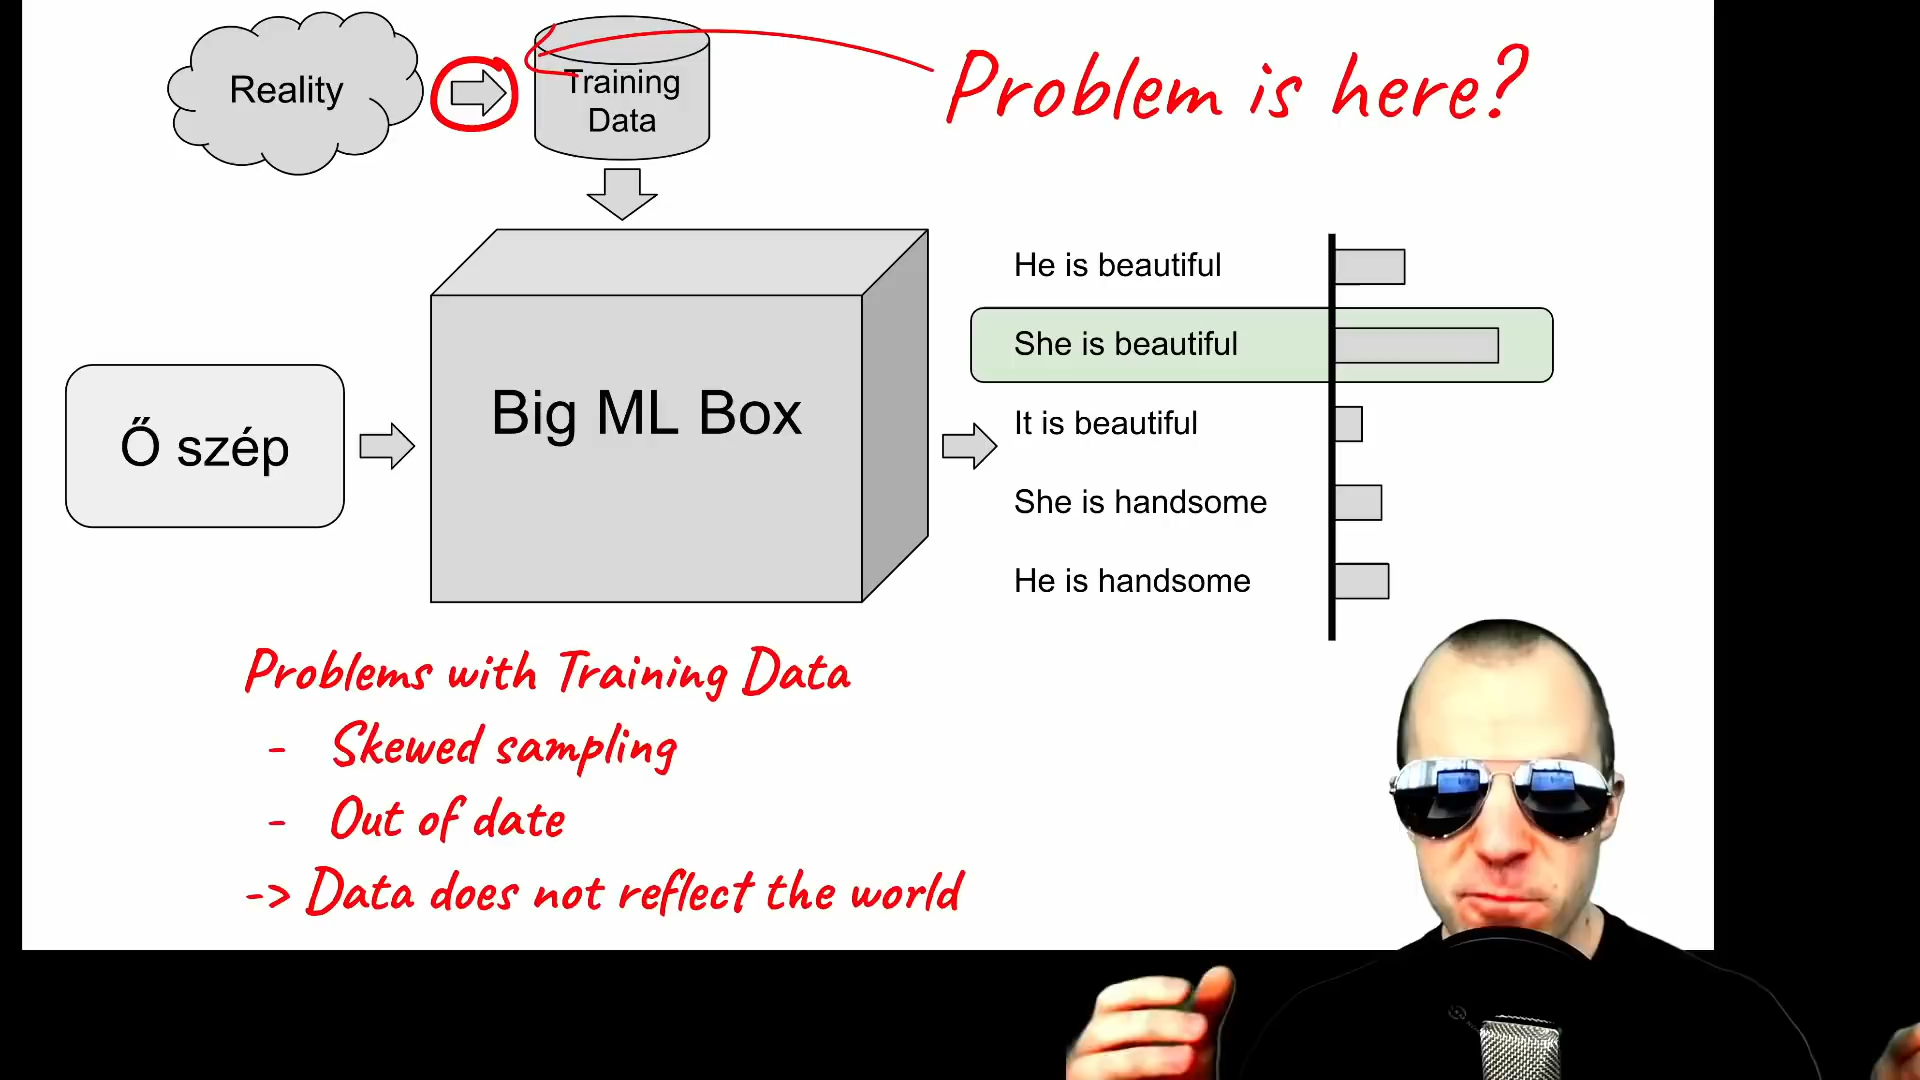 Reality
Training
Data
Problem is here?
Ő szép
Big ML Box
He is beautiful
She is beautiful
It is beautiful
She is handsome
He is handsome
Problems with Training Data
- Skewed sampling
- Out of date
-> Data does not reflect the world